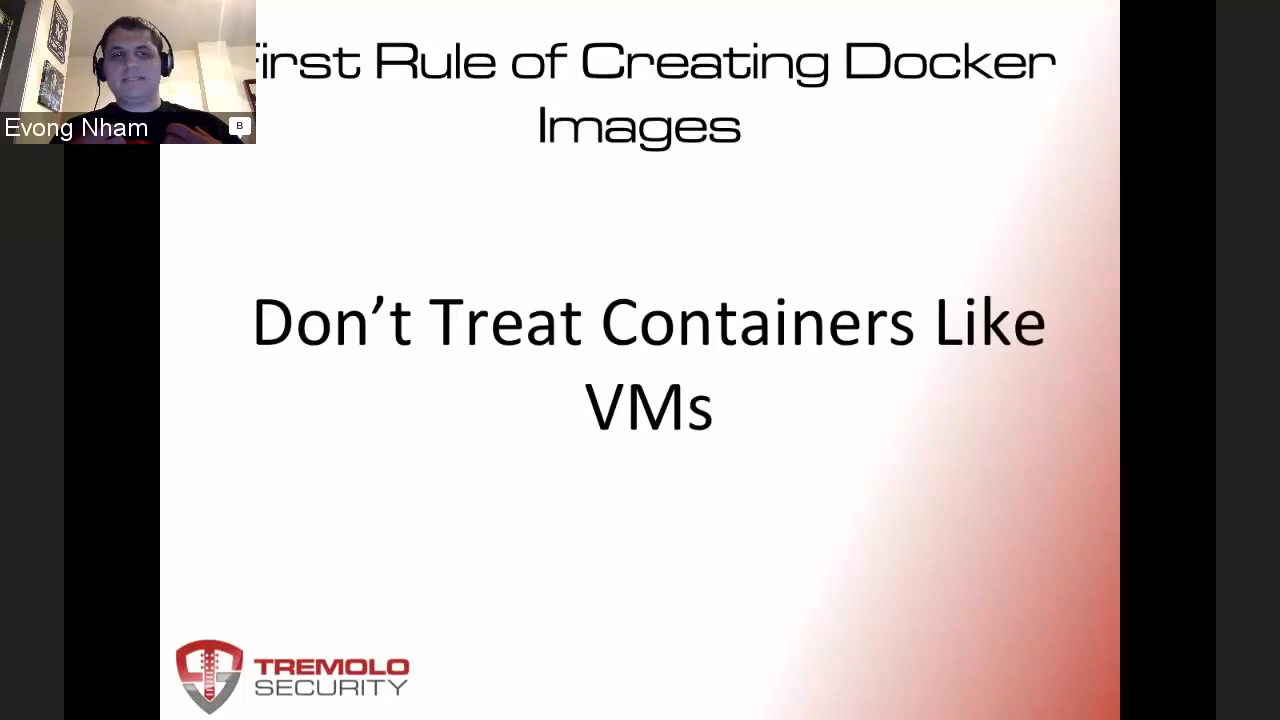 irst Rule of Creating Docker
Images
Evong Nham
B
Don’t Treat Containers Like
VMs
TREMOLO
SECURITY